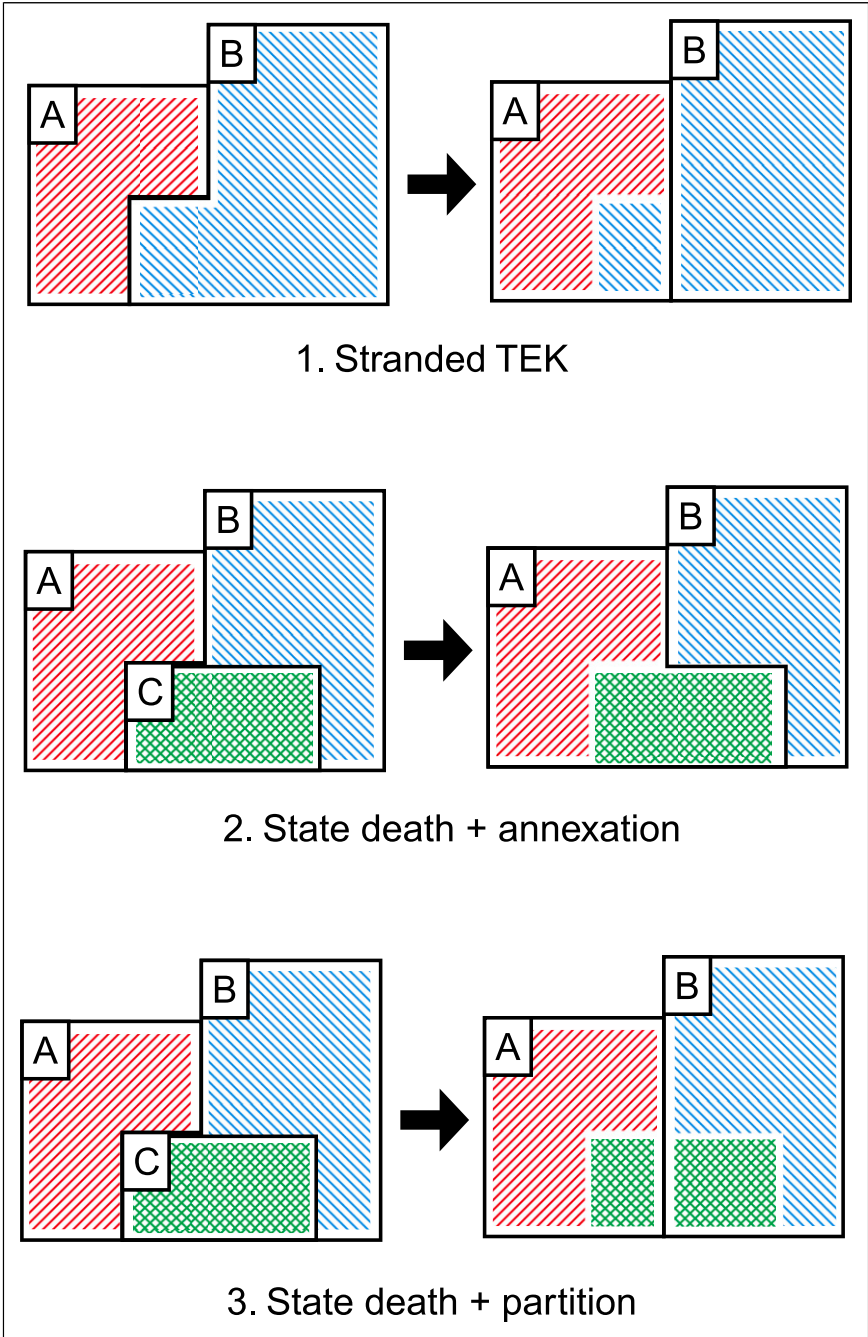 B
B
A
A
1. Stranded TEK
B
B
A
A
C
2. State death + annexation
B
B
A
A
C
3. State death + partition